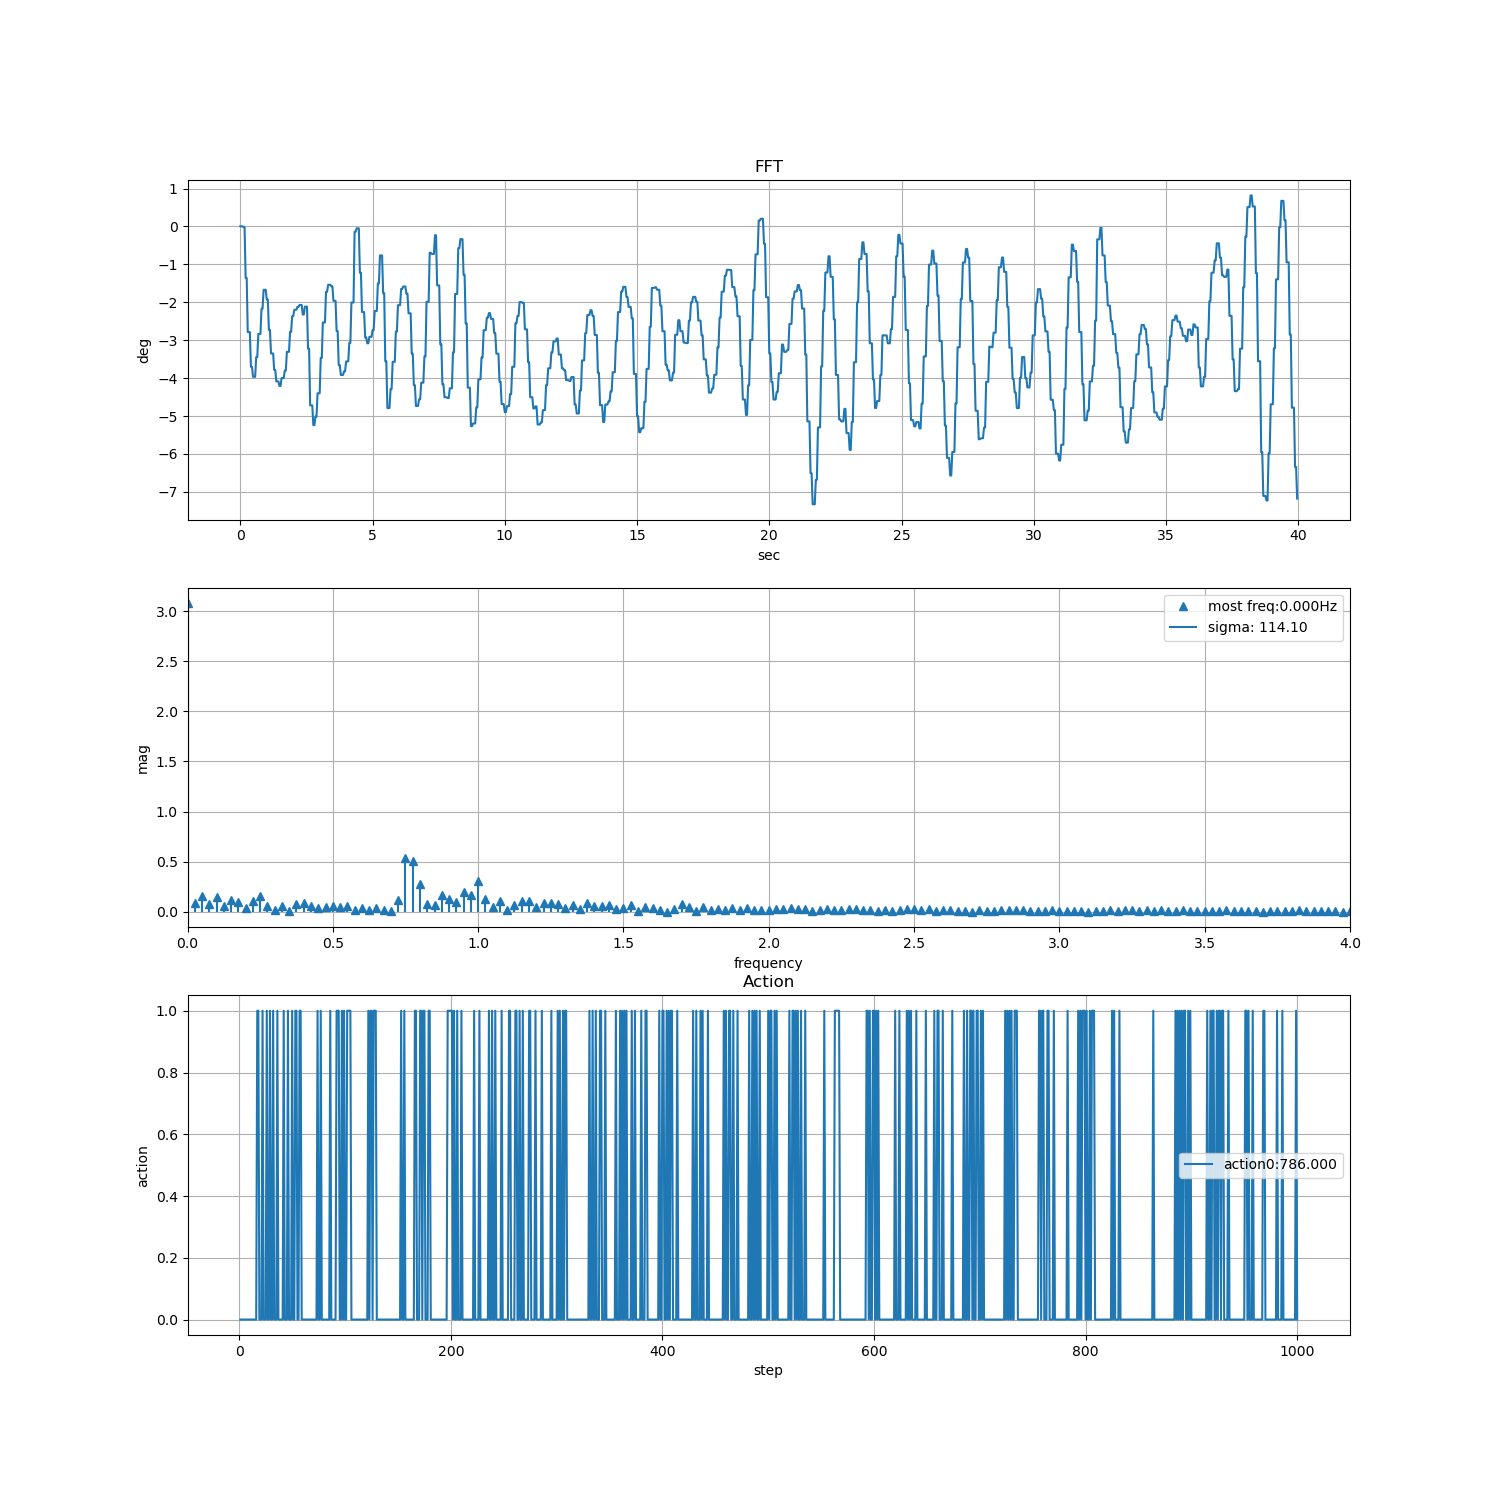 FFT
1
0
−1
−2
−3
−4
−5
−6
−7
deg
0 5 10 15 20 25 30 35 40
sec
most freq:0.000Hz
sigma: 114.10
3.0
2.5
2.0
1.5
1.0
0.5
0.0
mag
0.0 0.5 1.0 1.5 2.0 2.5 3.0 3.5 4.0
frequency
Action
1.0
0.8
0.6
0.4
0.2
0.0
action
action0:786.000
0 200 400 600 800 1000
step